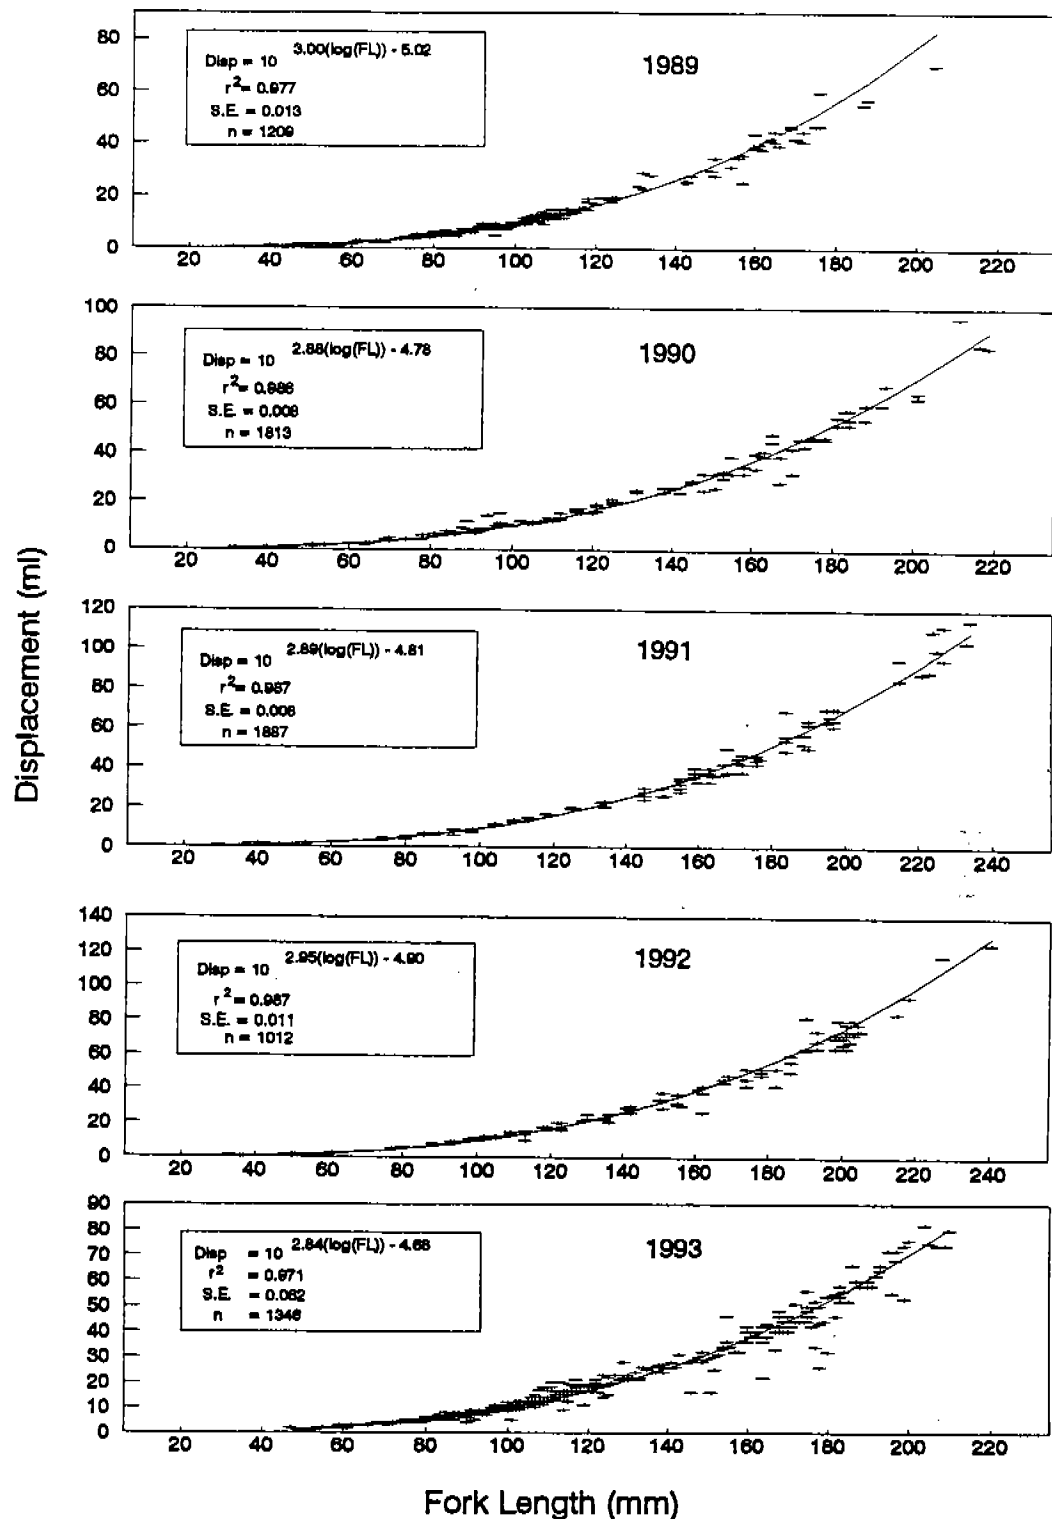 80
60
40
20
0
3.00(log(FL)) - 5.02
Disp = 10
r2= 0.977
S.E. = 0.013
n = 1209
1989
20 40 60 80 100 120 140 160 180 200 220
100
80
60
40
20
0
2.88(log(FL)) - 4.78
Disp = 10
r2= 0.986
S.E. = 0.009
n = 1813
1990
20 40 60 80 100 120 140 160 180 200 220
Displacement (ml)
120
100
80
60
40
20
0
2.89(log(FL)) - 4.81
Disp = 10
r2= 0.987
S.E. = 0.008
n = 1887
1991
20 40 60 80 100 120 140 160 180 200 220 240
140
120
100
80
60
40
20
0
2.95(log(FL)) - 4.90
Disp = 10
r2 = 0.987
S.E. = 0.011
n = 1012
1992
20 40 60 80 100 120 140 160 180 200 220 240
90
80
70
60
50
40
30
20
10
0
2.84(log(FL)) - 4.68
Disp = 10
r2 = 0.971
S.E. = 0.062
n = 1346
1993
20 40 60 80 100 120 140 160 180 200 220
Fork Length (mm)